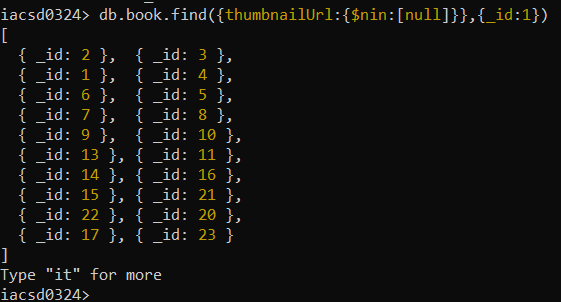 iacsd0324> db.book.find({thumbnailUrl:{$nin:[null]}},{_id:1})
[
  { _id: 2 },  { _id: 3 },
  { _id: 1 },  { _id: 4 },
  { _id: 6 },  { _id: 5 },
  { _id: 7 },  { _id: 8 },
  { _id: 9 },  { _id: 10 },
  { _id: 13 }, { _id: 11 },
  { _id: 14 }, { _id: 16 },
  { _id: 15 }, { _id: 21 },
  { _id: 22 }, { _id: 20 },
  { _id: 17 }, { _id: 23 }
]
Type "it" for more
iacsd0324>